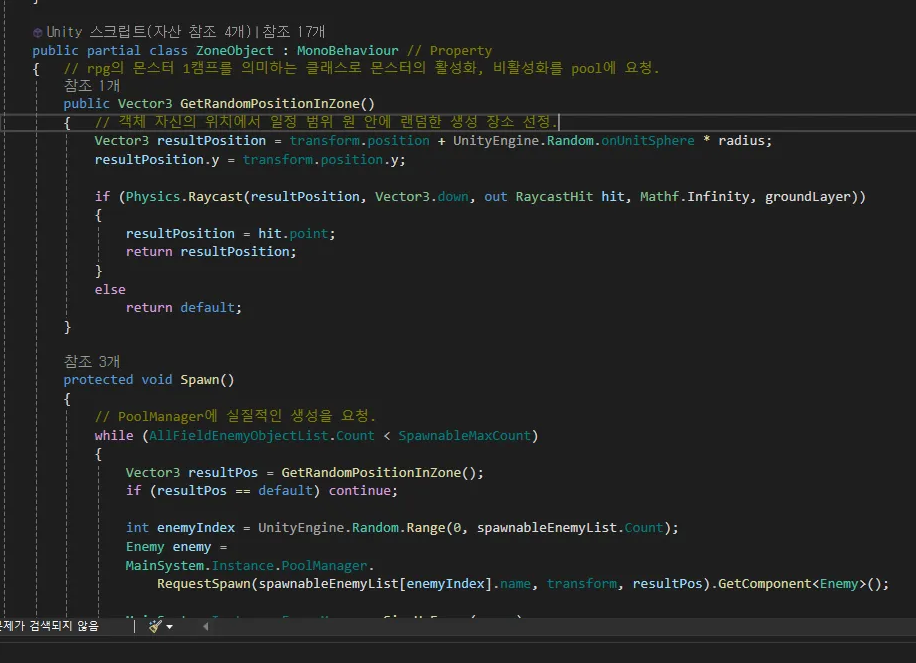 }
Unity 스크립트(자산 참조 4개)|참조 17개
public partial class ZoneObject : MonoBehaviour // Property
{ // rpg의 몬스터 1캠프를 의미하는 클래스로 몬스터의 활성화, 비활성화를 pool에 요청.
참조 1개
public Vector3 GetRandomPositionInZone()
{ // 객체 자신의 위치에서 일정 범위 원 안에 랜덤한 생성 장소 선정.
Vector3 resultPosition = transform.position + UnityEngine.Random.onUnitSphere * radius;
resultPosition.y = transform.position.y;
if (Physics.Raycast(resultPosition, Vector3.down, out RaycastHit hit, Mathf.Infinity, groundLayer))
{
resultPosition = hit.point;
return resultPosition;
}
else
return default;
}
참조 3개
protected void Spawn()
{
// PoolManager에 실질적인 생성을 요청.
while (AllFieldEnemyObjectList.Count < SpawnableMaxCount)
{
Vector3 resultPos = GetRandomPositionInZone();
if (resultPos == default) continue;
int enemyIndex = UnityEngine.Random.Range(0, spawnableEnemyList.Count);
Enemy enemy =
MainSystem.Instance.PoolManager.
RequestSpawn(spawnableEnemyList[enemyIndex].name, transform, resultPos).GetComponent<Enemy>();
제가 검색되지 않음